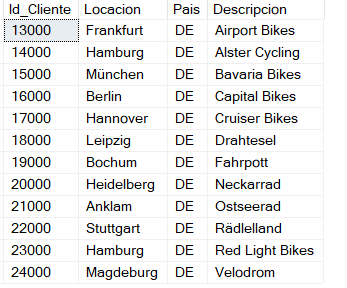 Id_Cliente Locacion Pais Descripcion
13000 Frankfurt DE Airport Bikes
14000 Hamburg DE Alster Cycling
15000 München DE Bavaria Bikes
16000 Berlin DE Capital Bikes
17000 Hannover DE Cruiser Bikes
18000 Leipzig DE Drahtesel
19000 Bochum DE Fahrpott
20000 Heidelberg DE Neckarrad
21000 Anklam DE Ostseerad
22000 Stuttgart DE Rädlelland
23000 Hamburg DE Red Light Bikes
24000 Magdeburg DE Velodrom